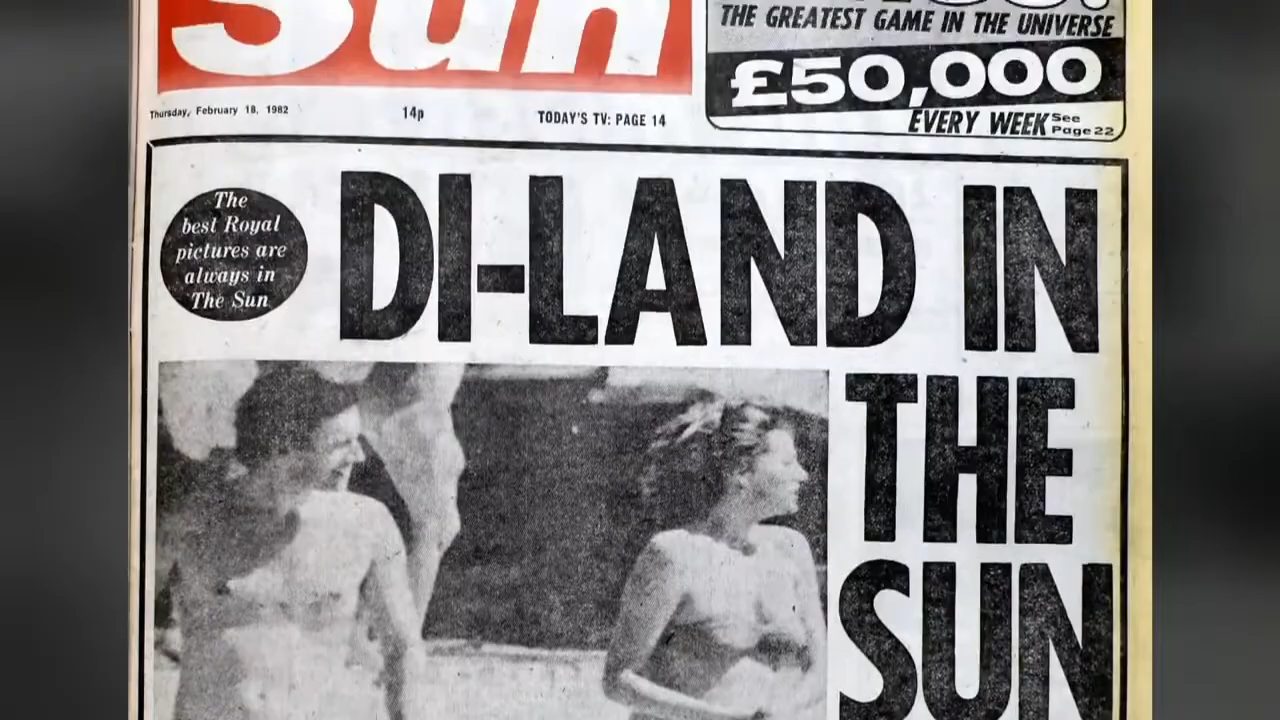 Sun
THE GREATEST GAME IN THE UNIVERSE
£50,000
EVERY WEEK See Page 22
Thursday, February 18, 1982 14p TODAY'S TV: PAGE 14
The
best Royal
pictures are
always in
The Sun
DI-LAND IN
THE
SUN